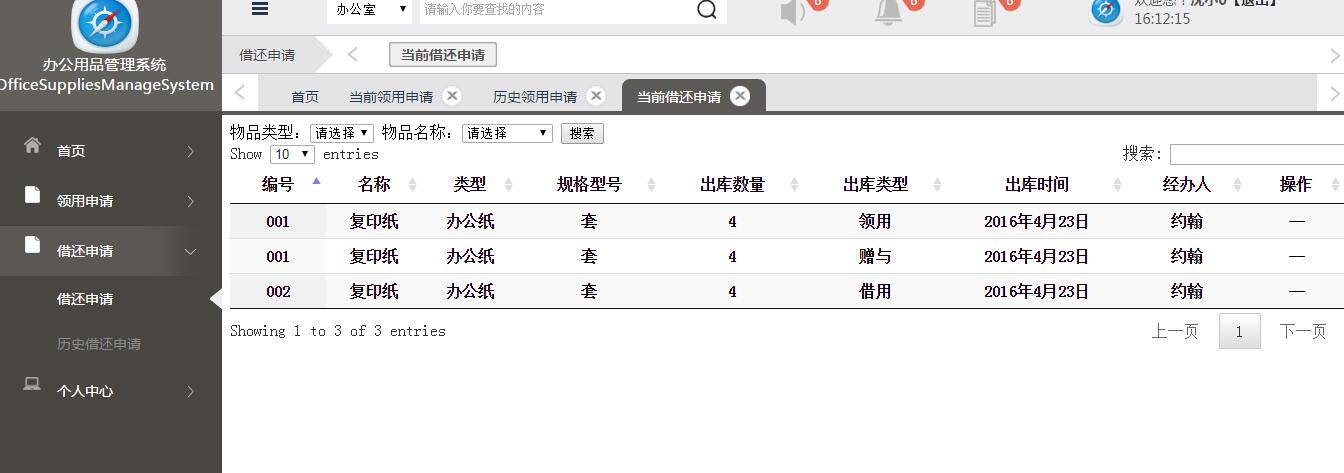 办公用品管理系统
OfficeSuppliesManageSystem
首页
领用申请
借还申请
借还申请
历史借还申请
个人中心
办公室 请输入你要查找的内容
16:12:15
借还申请 当前借还申请
首页 当前领用申请 历史领用申请 当前借还申请
物品类型: 请选择 物品名称: 请选择 搜索
Show 10 entries 搜索:
编号 名称 类型 规格型号 出库数量 出库类型 出库时间 经办人 操作
001 复印纸 办公纸 套 4 领用 2016年4月23日 约翰 —
001 复印纸 办公纸 套 4 赠与 2016年4月23日 约翰 —
002 复印纸 办公纸 套 4 借用 2016年4月23日 约翰 —
Showing 1 to 3 of 3 entries 上一页 1 下一页